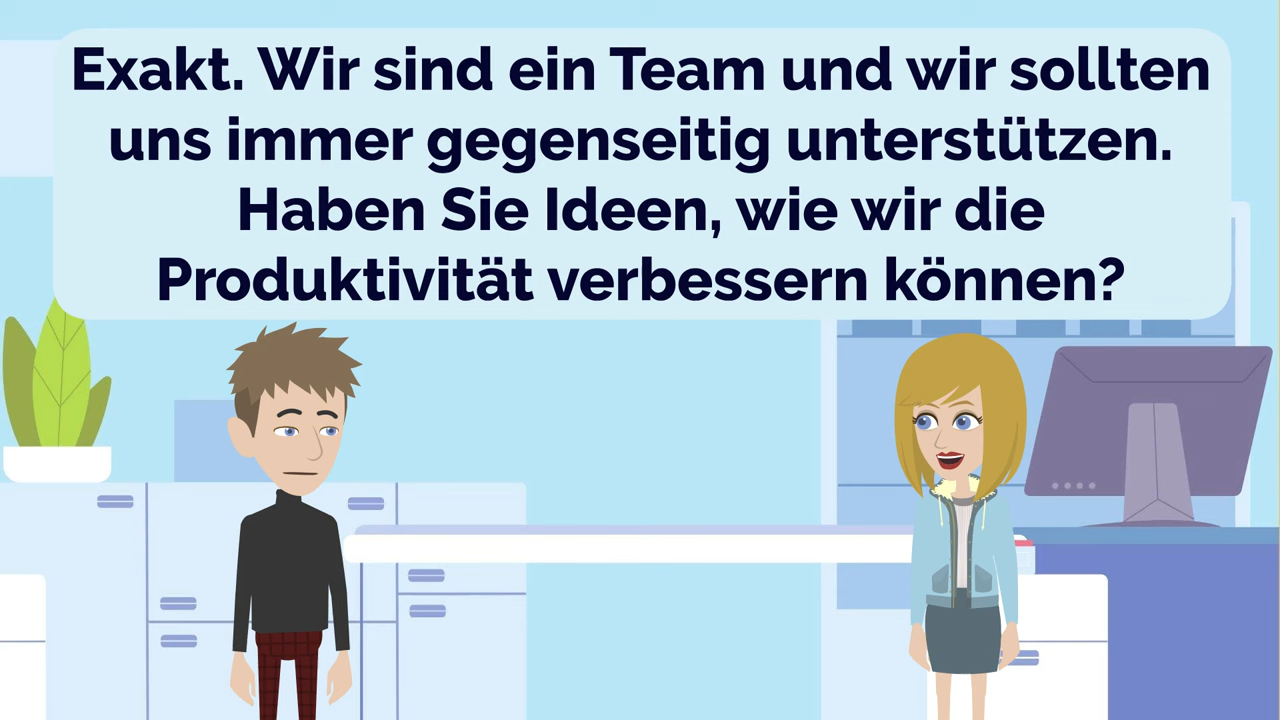 Exakt. Wir sind ein Team und wir sollten
uns immer gegenseitig unterstützen.
Haben Sie Ideen, wie wir die
Produktivität verbessern können?